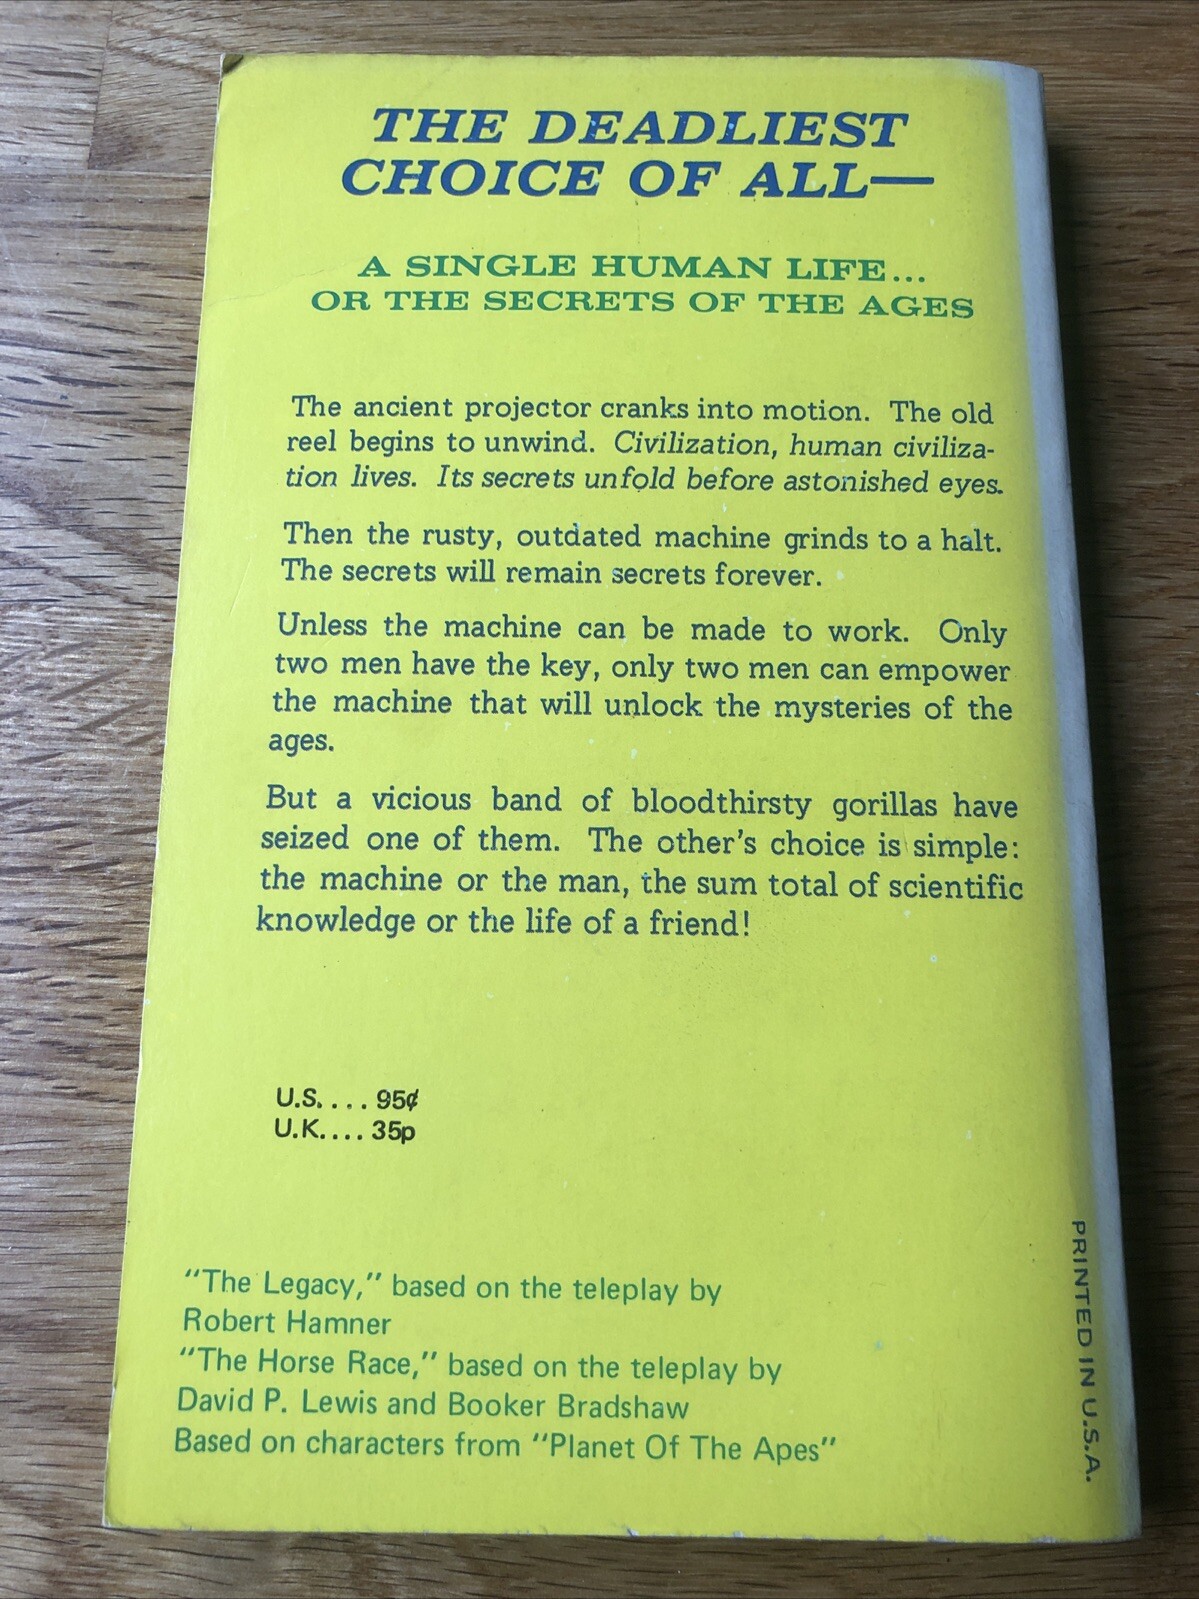 THE DEADLIEST
CHOICE OF ALL—
A SINGLE HUMAN LIFE...
OR THE SECRETS OF THE AGES
The ancient projector cranks into motion. The old
reel begins to unwind. Civilization, human civiliza-
tion lives. Its secrets unfold before astonished eyes.
Then the rusty, outdated machine grinds to a halt.
The secrets will remain secrets forever.
Unless the machine can be made to work. Only
two men have the key, only two men can empower
the machine that will unlock the mysteries of the
ages.
But a vicious band of bloodthirsty gorillas have
seized one of them. The other's choice is simple:
the machine or the man, the sum total of scientific
knowledge or the life of a friend!
U.S.... 95¢
U.K.... 35p
"The Legacy," based on the teleplay by
Robert Hamner
"The Horse Race," based on the teleplay by
David P. Lewis and Booker Bradshaw
Based on characters from "Planet Of The Apes"
PRINTED IN U.S.A.